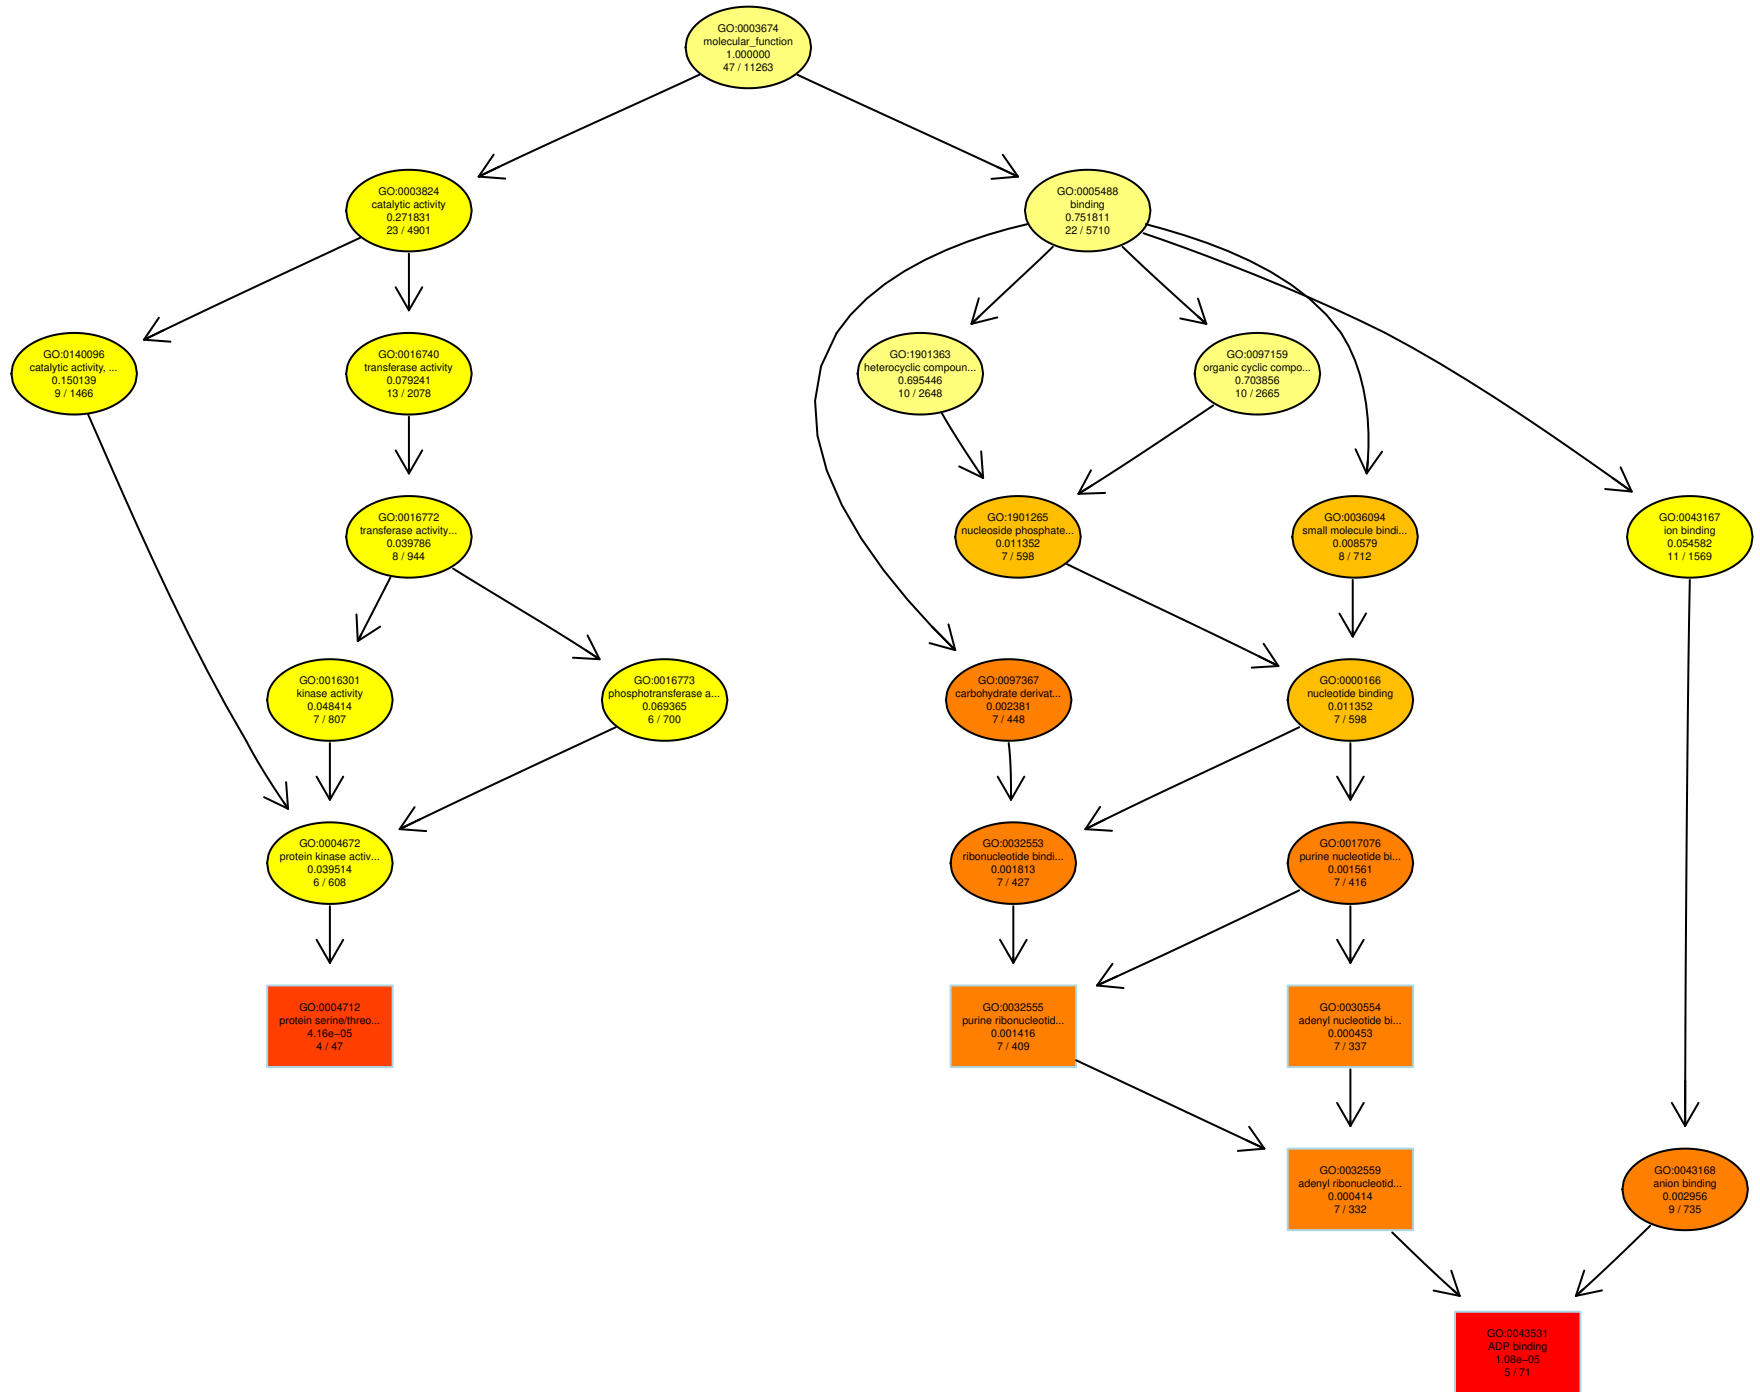 GO:0003674
molecular_function
1.000000
47 / 11263
GO:0003824
catalytic activity
0.271831
23 / 4901
GO:0005488
binding
0.751811
22 / 5710
GO:0140096
catalytic activity, ...
0.150139
9 / 1466
GO:0016740
transferase activity
0.079241
13 / 2078
GO:1901363
heterocyclic compoun...
0.695446
10 / 2648
GO:0097159
organic cyclic compo...
0.703856
10 / 2665
GO:0016772
transferase activity...
0.039786
8 / 944
GO:1901265
nucleoside phosphate...
0.011352
7 / 598
GO:0036094
small molecule bindi...
0.008579
8 / 712
GO:0043167
ion binding
0.054582
11 / 1569
GO:0016301
kinase activity
0.048414
7 / 807
GO:0016773
phosphotransferase a...
0.069365
6 / 700
GO:0097367
carbohydrate derivat...
0.002381
7 / 448
GO:0000166
nucleotide binding
0.011352
7 / 598
GO:0004672
protein kinase activ...
0.039514
6 / 608
GO:0032553
ribonucleotide bindi...
0.001813
7 / 427
GO:0017076
purine nucleotide bi...
0.001561
7 / 416
GO:0004712
protein serine/threo...
4.16e−05
4 / 47
GO:0032555
purine ribonucleotid...
0.001416
7 / 409
GO:0030554
adenyl nucleotide bi...
0.000453
7 / 337
GO:0032559
adenyl ribonucleotid...
0.000414
7 / 332
GO:0043168
anion binding
0.002956
9 / 735
GO:0043531
ADP binding
1.08e−05
5 / 71